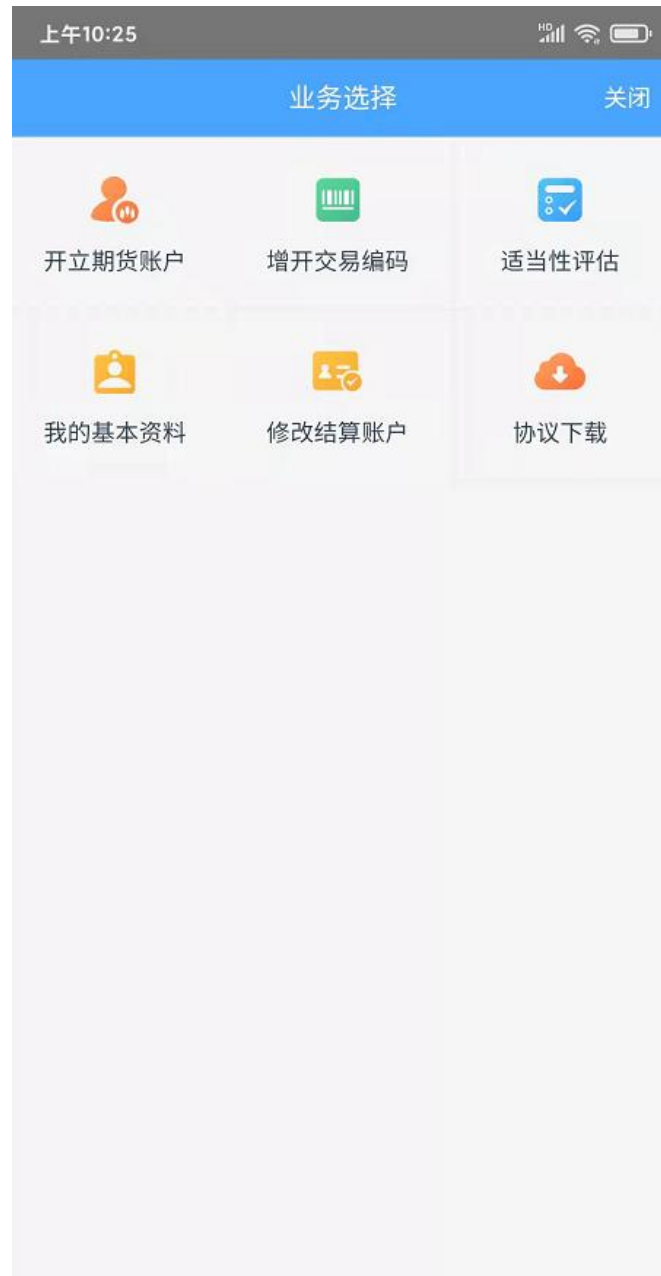 上午10:25
HD
业务选择
关闭
开立期货账户
增开交易编码
适当性评估
我的基本资料
修改结算账户
协议下载